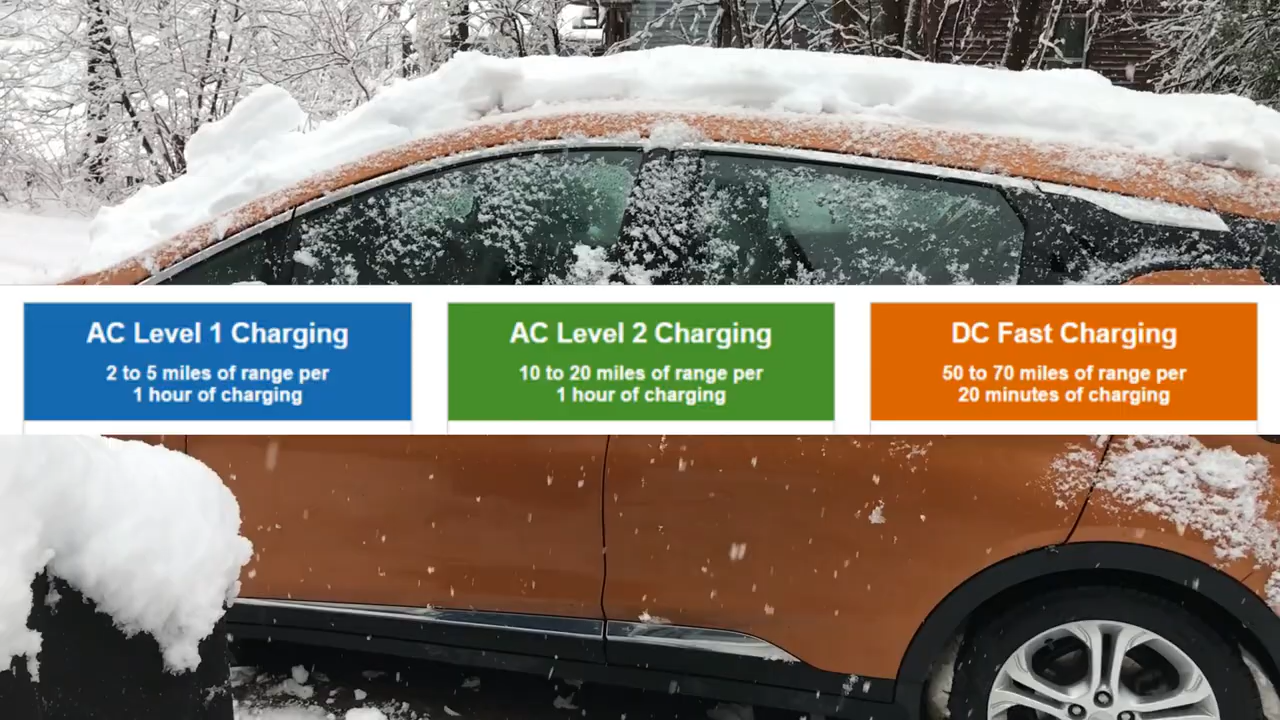 AC Level 1 Charging
2 to 5 miles of range per
1 hour of charging
AC Level 2 Charging
10 to 20 miles of range per
1 hour of charging
DC Fast Charging
50 to 70 miles of range per
20 minutes of charging